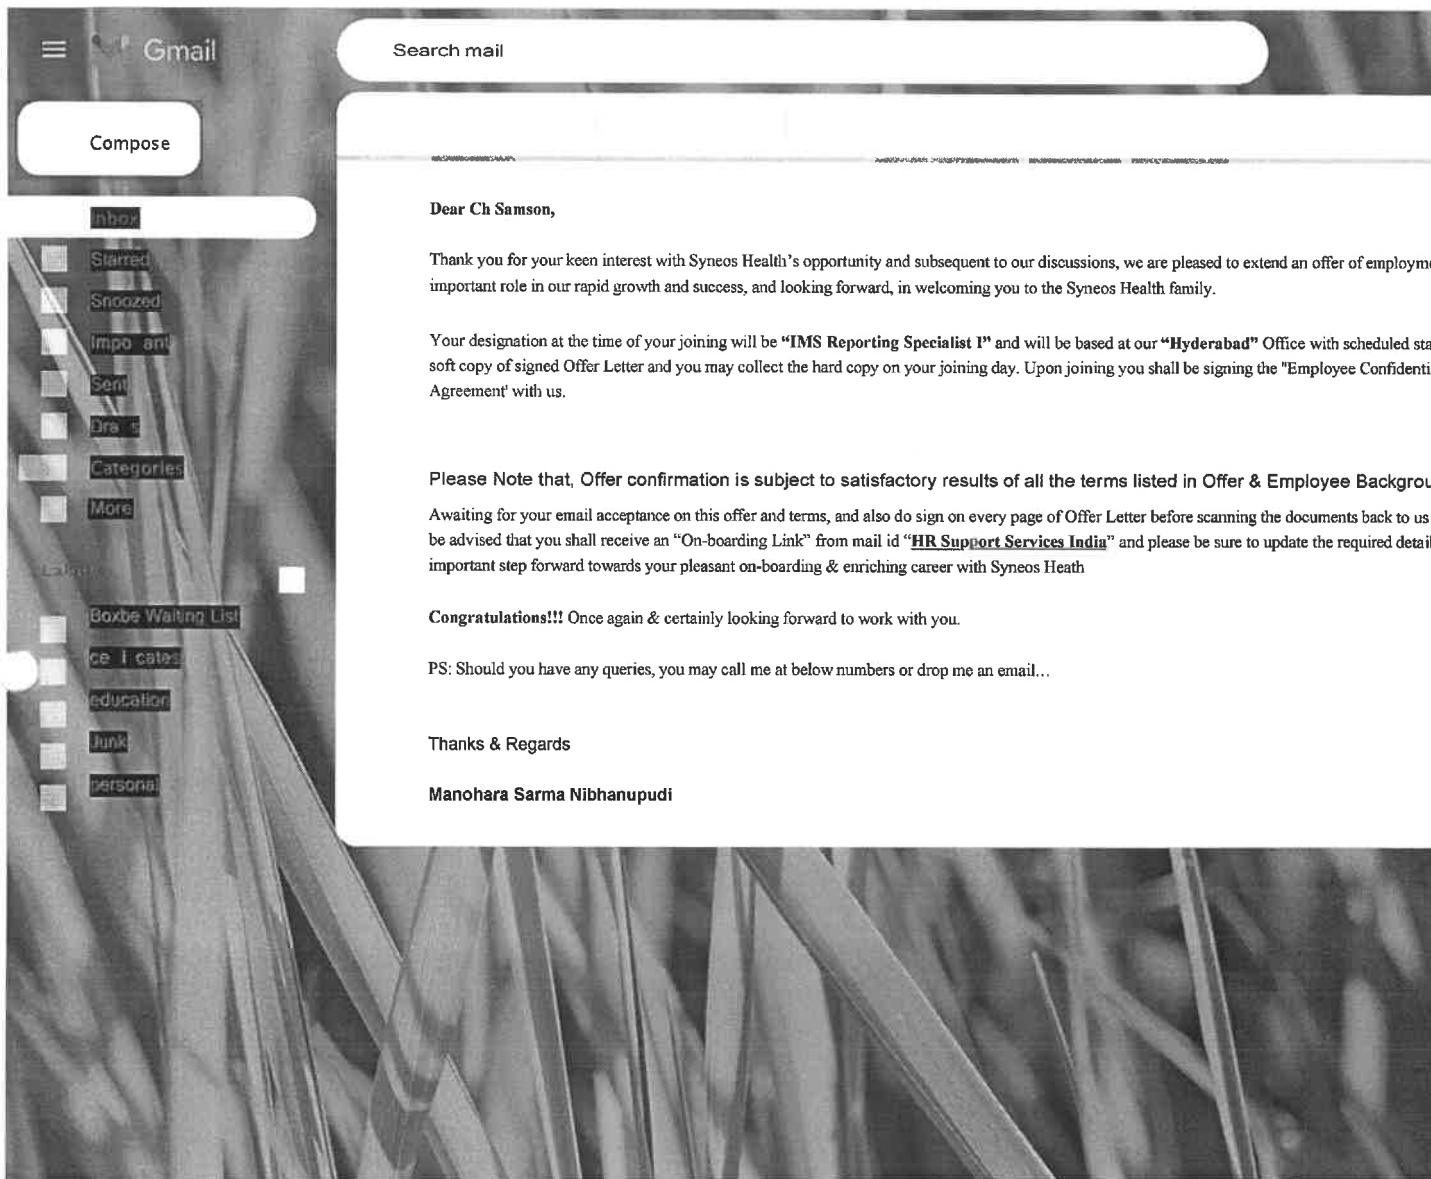 Gmail
Search mail
Compose
Inbox
Starred
Snoozed
Impo ant
Sent
Dra s
Categories
More
Labels
Boxbe Waiting List
ce i cates
education
Junk
personal
Dear Ch Samson,
Thank you for your keen interest with Syneos Health's opportunity and subsequent to our discussions, we are pleased to extend an offer of employme
important role in our rapid growth and success, and looking forward, in welcoming you to the Syneos Health family.
Your designation at the time of your joining will be “IMS Reporting Specialist I” and will be based at our “Hyderabad” Office with scheduled sta
soft copy of signed Offer Letter and you may collect the hard copy on your joining day. Upon joining you shall be signing the "Employee Confidenti
Agreement' with us.
Please Note that, Offer confirmation is subject to satisfactory results of all the terms listed in Offer & Employee Backgrou
Awaiting for your email acceptance on this offer and terms, and also do sign on every page of Offer Letter before scanning the documents back to us
be advised that you shall receive an “On-boarding Link” from mail id “HR Support Services India” and please be sure to update the required detail
important step forward towards your pleasant on-boarding & enriching career with Syneos Heath
Congratulations!!! Once again & certainly looking forward to work with you.
PS: Should you have any queries, you may call me at below numbers or drop me an email…
Thanks & Regards
Manohara Sarma Nibhanupudi